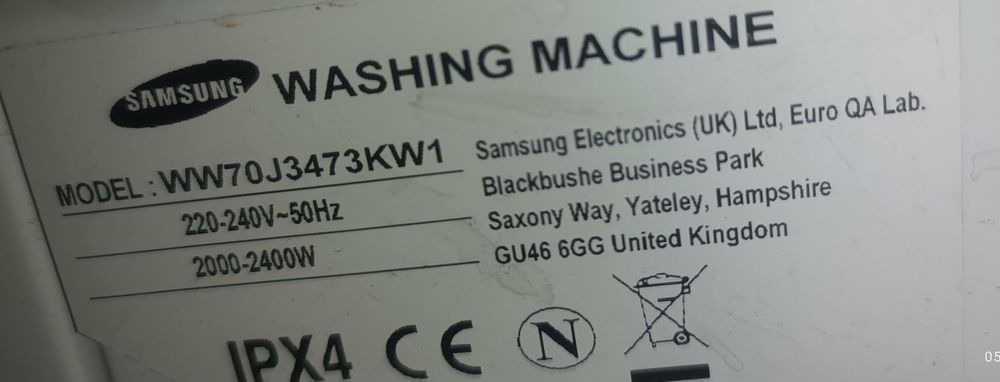 SAMSUNG WASHING MACHINE
MODEL : WW70J3473KW1
220-240V~50Hz
2000-2400W
Samsung Electronics (UK) Ltd, Euro QA Lab.
Blackbushe Business Park
Saxony Way, Yateley, Hampshire
GU46 6GG United Kingdom
IPX4 CE N
05